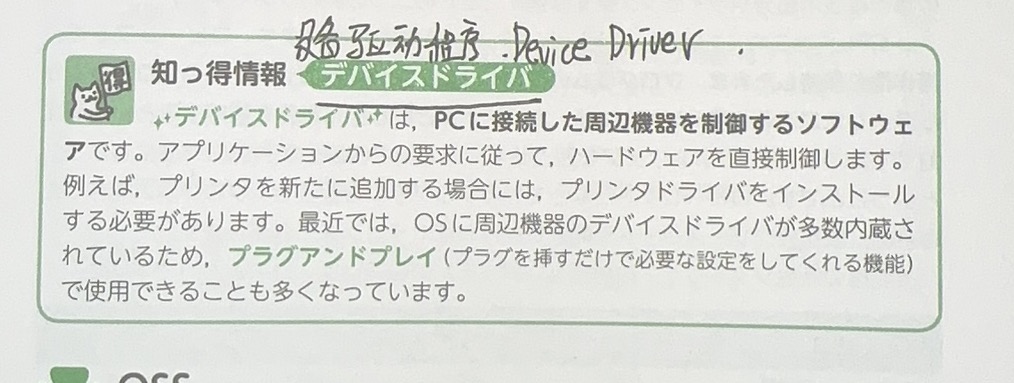 备驱动程序. Device Driver.
得
知っ得情報 デバイスドライバ
デバイスドライバは，PCに接続した周辺機器を制御するソフトウェ
アです。アプリケーションからの要求に従って，ハードウェアを直接制御します。
例えば，プリンタを新たに追加する場合には，プリンタドライバをインストール
する必要があります。最近では，OSに周辺機器のデバイスドライバが多数内蔵さ
れているため，プラグアンドプレイ（プラグを挿すだけで必要な設定をしてくれる機能）
で使用できることも多くなっています。